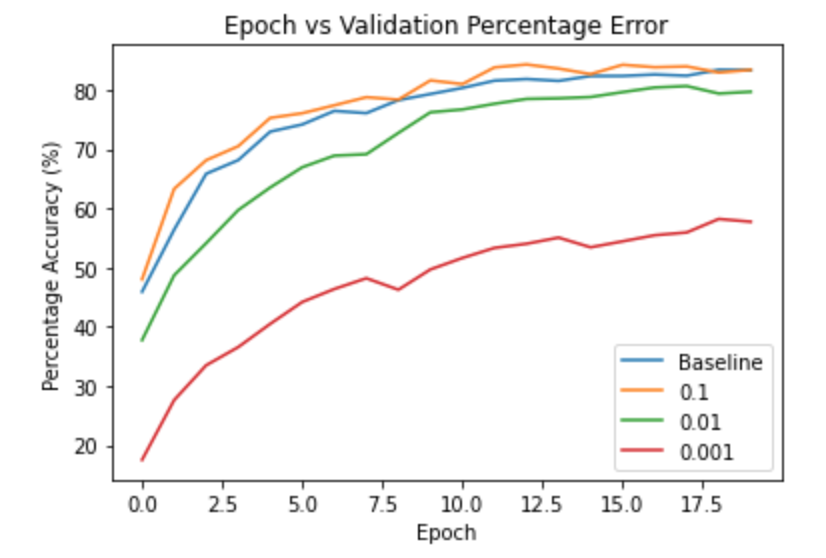 Epoch vs Validation Percentage Error
Percentage Accuracy (%)
80
70
60
50
40
30
20
0.0 2.5 5.0 7.5 10.0 12.5 15.0 17.5
Epoch
Baseline
0.1
0.01
0.001